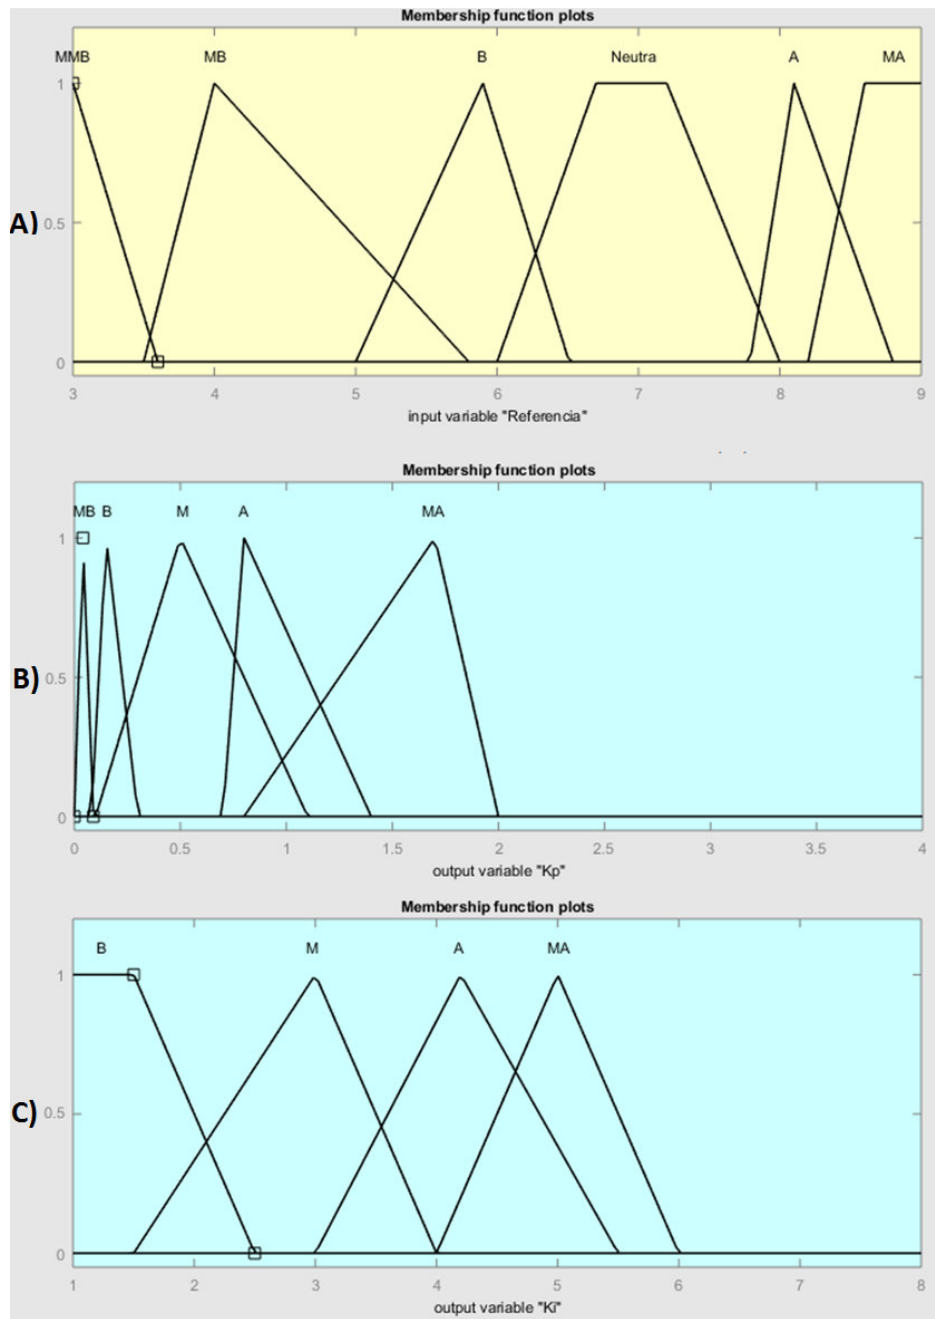 Membership function plots
MMB MB B Neutra A MA
1
A) 0.5
0
3 4 5 6 7 8 9
input variable "Referencia"
Membership function plots
MB B M A MA
1
B) 0.5
0
0 0.5 1 1.5 2 2.5 3 3.5 4
output variable "Kp"
Membership function plots
B M A MA
1
C) 0.5
0
1 2 3 4 5 6 7 8
output variable "Ki"